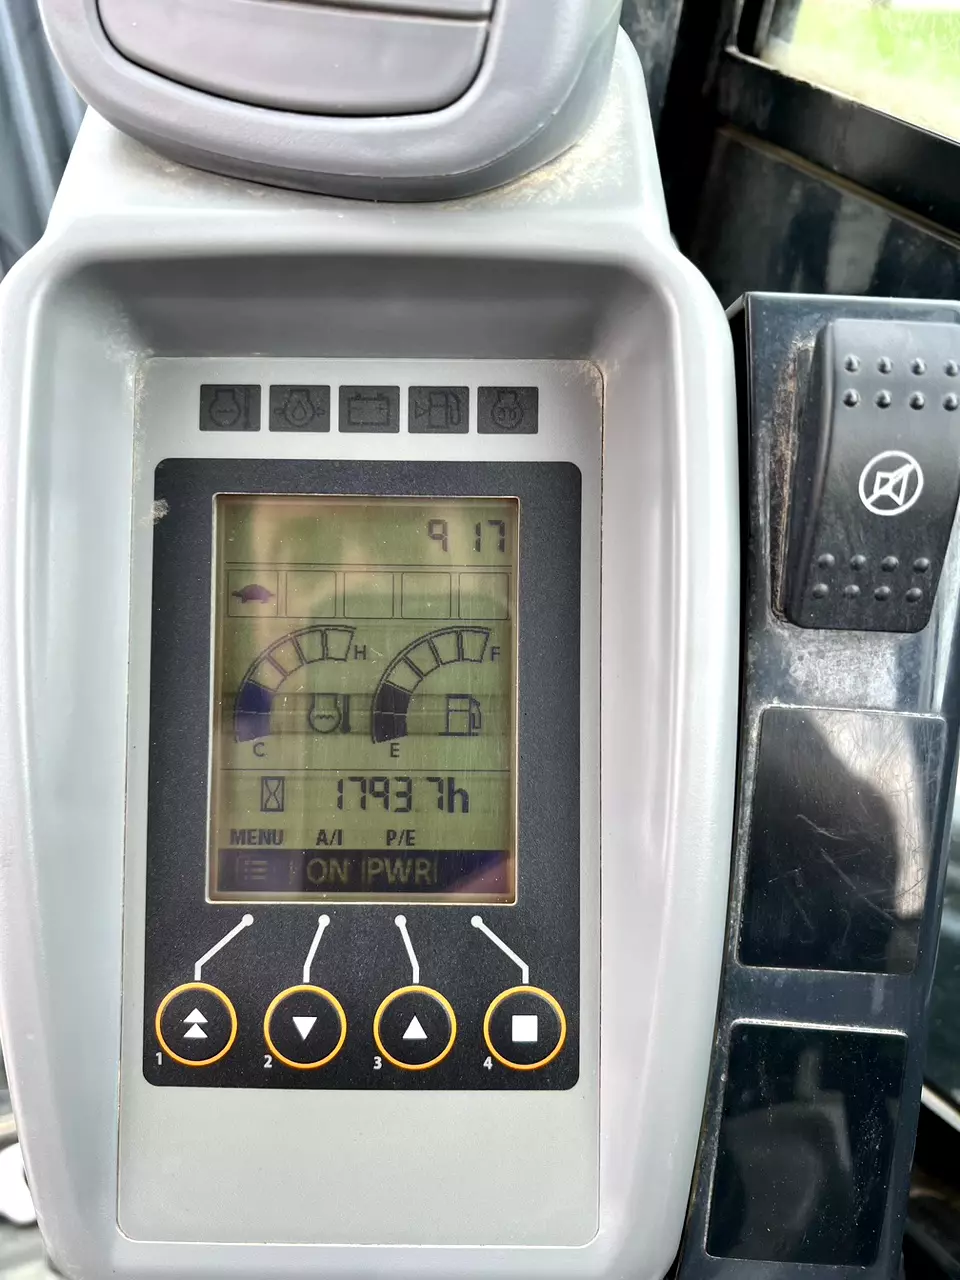 9 17
H F
C E
1793 7h
MENU A/I P/E
ON PWR
1 2 3 4